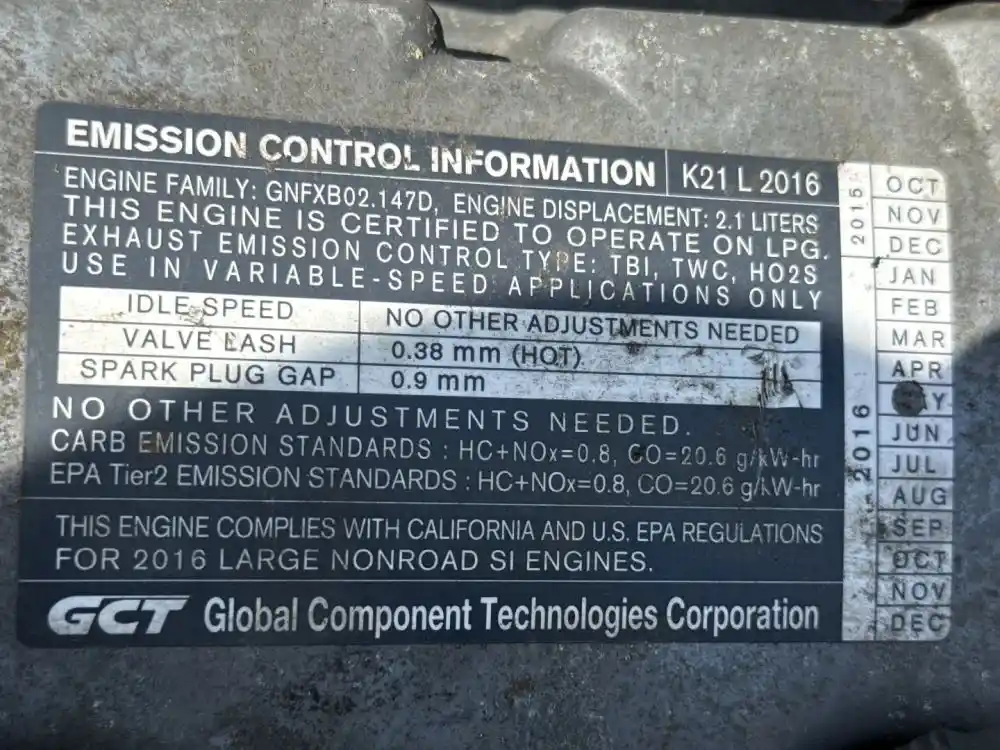 EMISSION CONTROL INFORMATION K21 L 2016
ENGINE FAMILY: GNFXB02.147D, ENGINE DISPLACEMENT: 2.1 LITERS
THIS ENGINE IS CERTIFIED TO OPERATE ON LPG.
EXHAUST EMISSION CONTROL TYPE: TBI, TWC, HO2S
USE IN VARIABLE-SPEED APPLICATIONS ONLY
IDLE SPEED NO OTHER ADJUSTMENTS NEEDED
VALVE LASH 0.38 mm (HOT)
SPARK PLUG GAP 0.9 mm
NO OTHER ADJUSTMENTS NEEDED.
CARB EMISSION STANDARDS : HC+NOx=0.8, CO=20.6 g/kW-hr
EPA Tier2 EMISSION STANDARDS : HC+NOx=0.8, CO=20.6 g/kW-hr
THIS ENGINE COMPLIES WITH CALIFORNIA AND U.S. EPA REGULATIONS
FOR 2016 LARGE NONROAD SI ENGINES.
GCT Global Component Technologies Corporation
2015
OCT
NOV
DEC
2016
JAN
FEB
MAR
APR
MAY
JUN
JUL
AUG
SEP
OCT
NOV
DEC